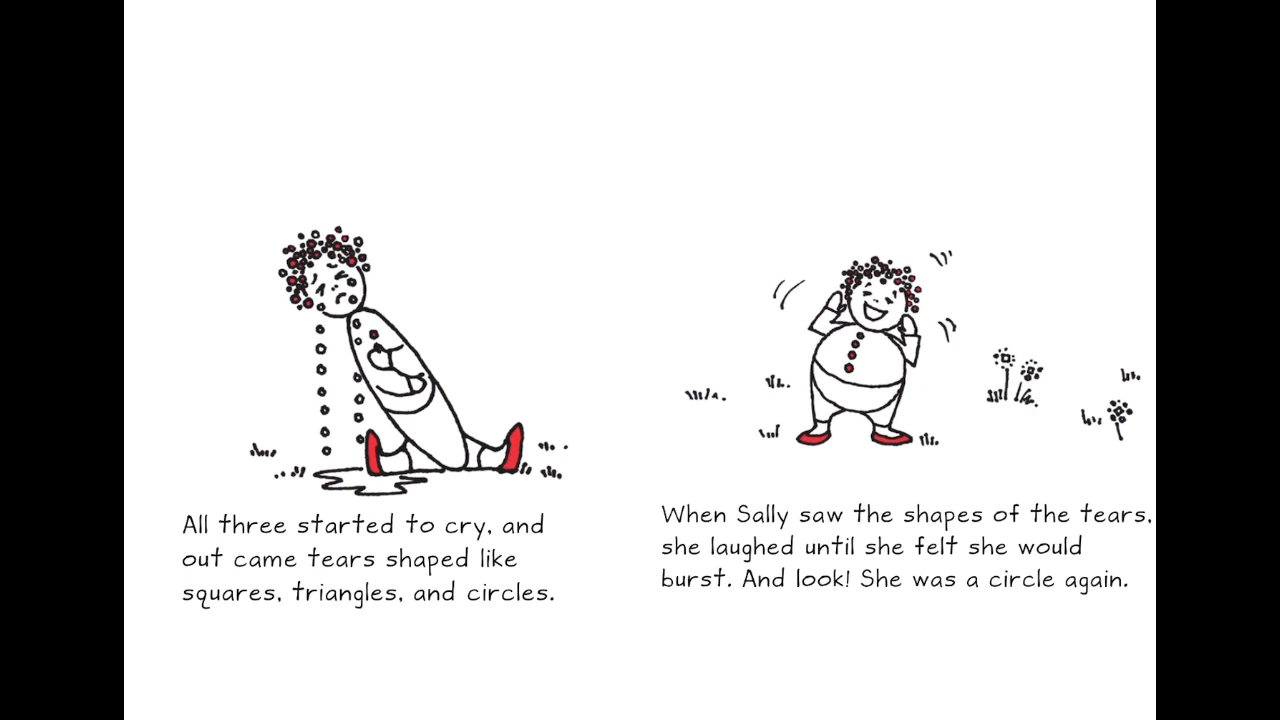 All three started to cry, and
out came tears shaped like
squares, triangles, and circles.
When Sally saw the shapes of the tears,
she laughed until she felt she would
burst. And look! She was a circle again.